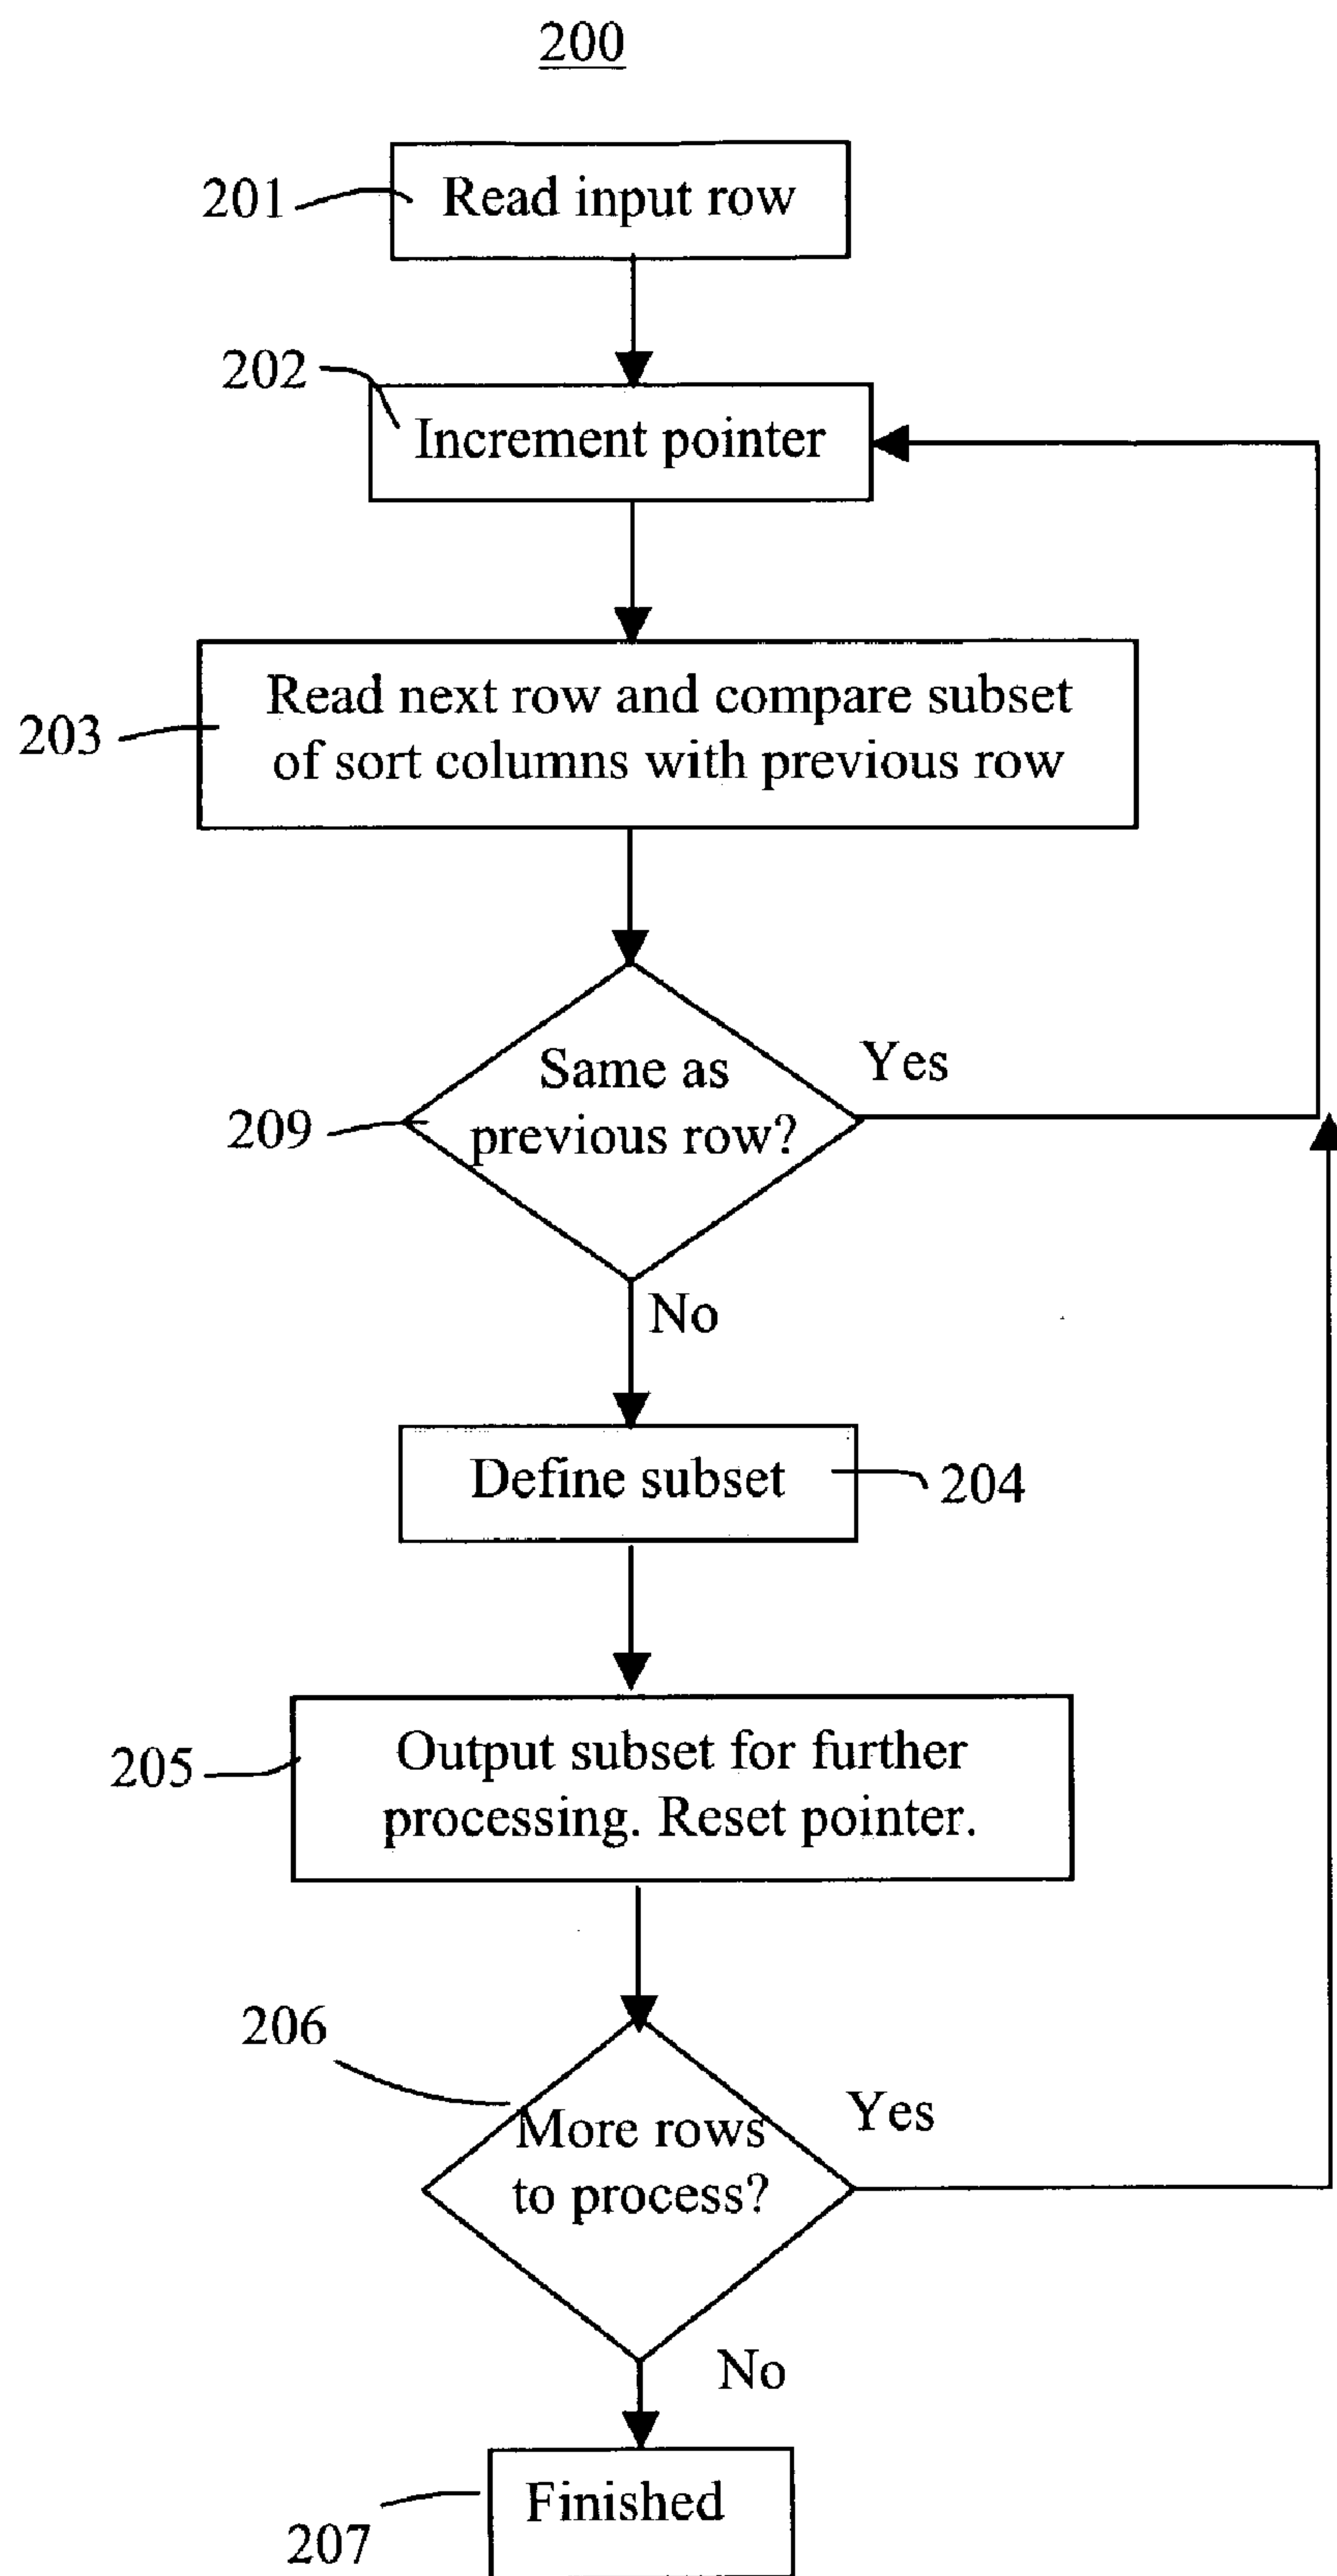 200
201
Read input row
202
Increment pointer
203
Read next row and compare subset
of sort columns with previous row
209
Same as
previous row?
Yes
No
Define subset
204
205
Output subset for further
processing. Reset pointer.
206
More rows
to process?
Yes
No
Finished
207